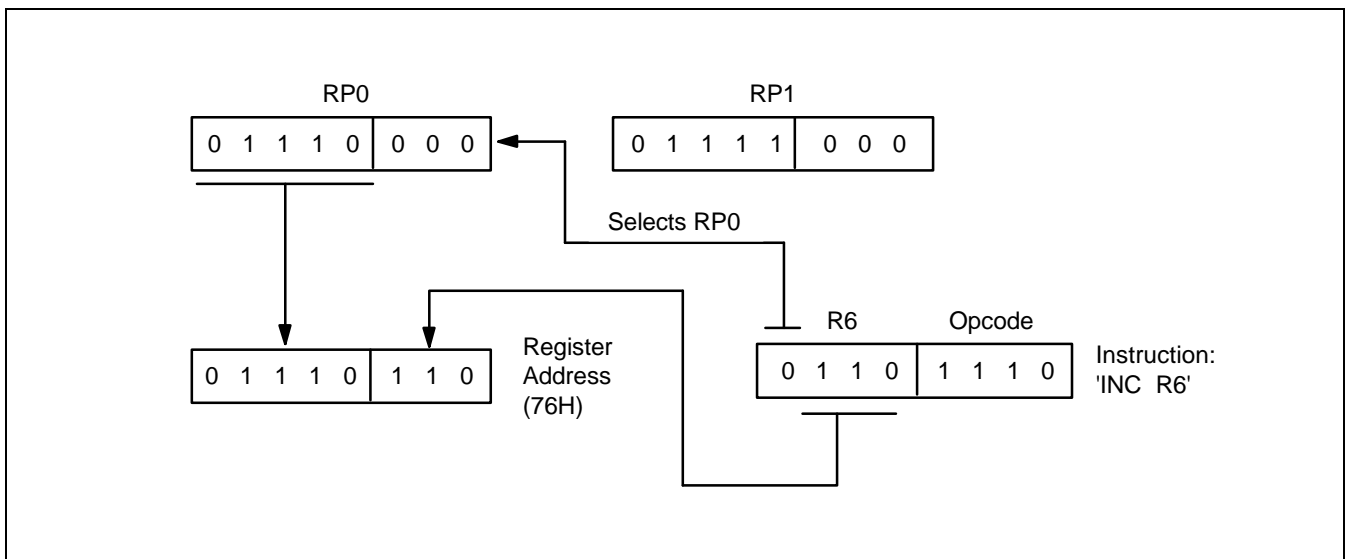 RP0
RP1
0 1 1 1 0 0 0 0
0 1 1 1 1 0 0 0
Selects RP0
R6
Opcode
Register
Address
(76H)
0 1 1 1 0 1 1 0
0 1 1 0 1 1 1 0
Instruction:
'INC R6'